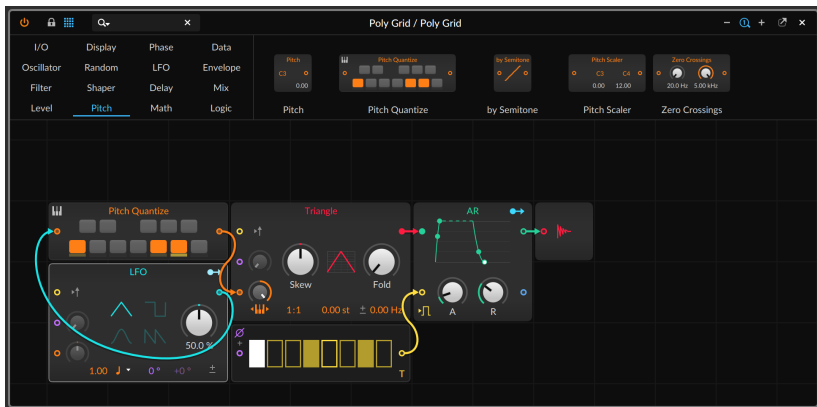 Poly Grid / Poly Grid
I/O Display Phase Data
Oscillator Random LFO Envelope
Filter Shaper Delay Mix
Level Pitch Math Logic
Pitch
C3
0.00
Pitch
Pitch Quantize
Pitch Quantize
by Semitone
by Semitone
Pitch Scaler
C3 C4
0.00 12.00
Pitch Scaler
Zero Crossings
20.0 Hz 5.00 kHz
Zero Crossings
Pitch Quantize
LFO
50.0 %
1.00 0° +0° ±
Triangle
Skew Fold
1:1 0.00 st ± 0.00 Hz
T
AR
A R